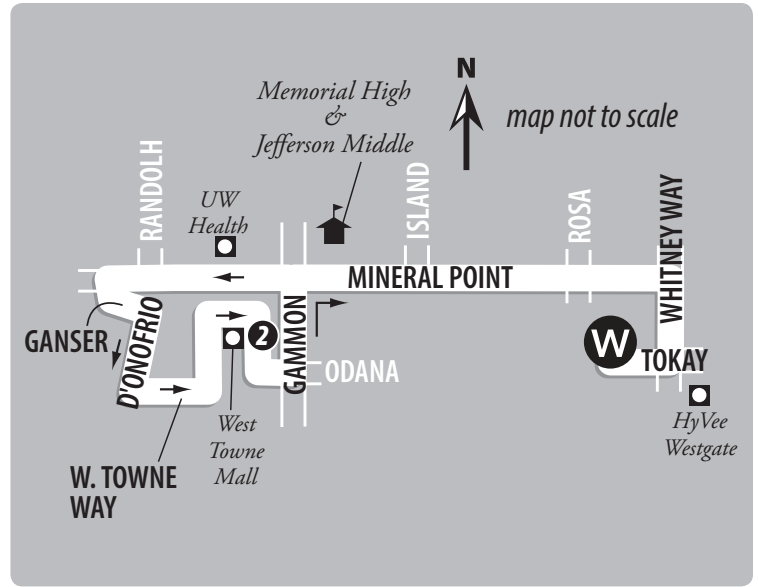 N
Memorial High
&
Jefferson Middle
map not to scale
RANDOLH
UW
Health
ISLAND
ROSA
WHITNEY WAY
MINERAL POINT
GANSER
D'ONOFRIO
2
GAMMON
ODANA
W
TOKAY
West
Towne
Mall
HyVee
Westgate
W. TOWNE
WAY